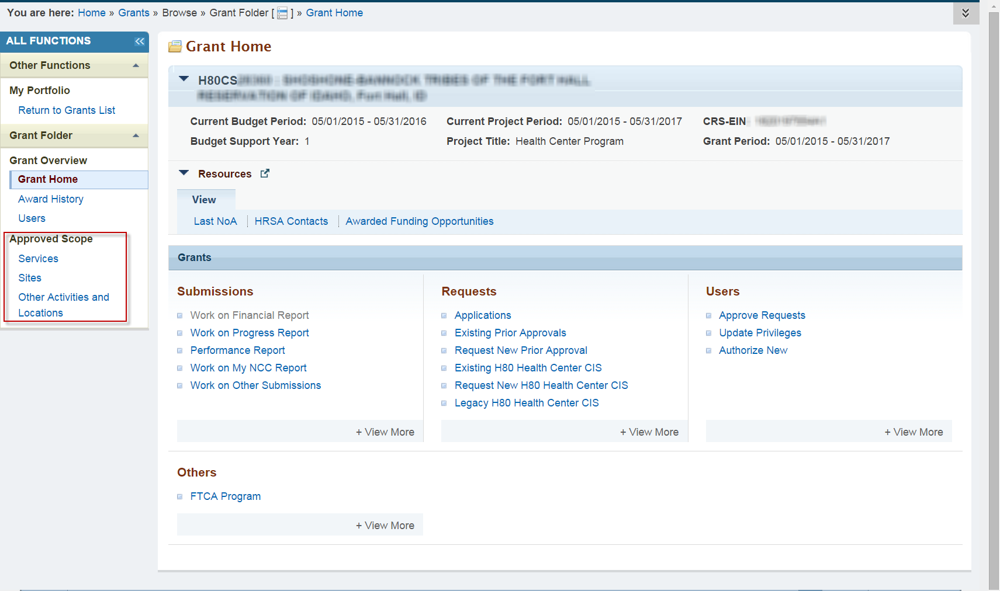 You are here: Home » Grants » Browse » Grant Folder [ ] » Grant Home
ALL FUNCTIONS
Other Functions
My Portfolio
Return to Grants List
Grant Folder
Grant Overview
Grant Home
Award History
Users
Approved Scope
Services
Sites
Other Activities and
Locations
Grant Home
H80CS
Current Budget Period: 05/01/2015 - 05/31/2016
Current Project Period: 05/01/2015 - 05/31/2017
CRS-EIN
Budget Support Year: 1
Project Title: Health Center Program
Grant Period: 05/01/2015 - 05/31/2017
Resources
View
Last NoA
HRSA Contacts
Awarded Funding Opportunities
Grants
Submissions
Work on Financial Report
Work on Progress Report
Performance Report
Work on My NCC Report
Work on Other Submissions
+ View More
Requests
Applications
Existing Prior Approvals
Request New Prior Approval
Existing H80 Health Center CIS
Request New H80 Health Center CIS
Legacy H80 Health Center CIS
+ View More
Users
Approve Requests
Update Privileges
Authorize New
+ View More
Others
FTCA Program
+ View More